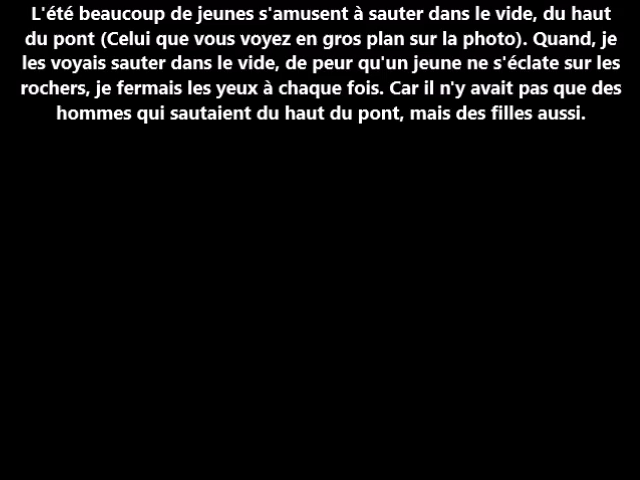 L'été beaucoup de jeunes s'amusent à sauter dans le vide, du haut
du pont (Celui que vous voyez en gros plan sur la photo). Quand, je
les voyais sauter dans le vide, de peur qu'un jeune ne s'éclate sur les
rochers, je fermais les yeux à chaque fois. Car il n'y avait pas que des
hommes qui sautaient du haut du pont, mais des filles aussi.